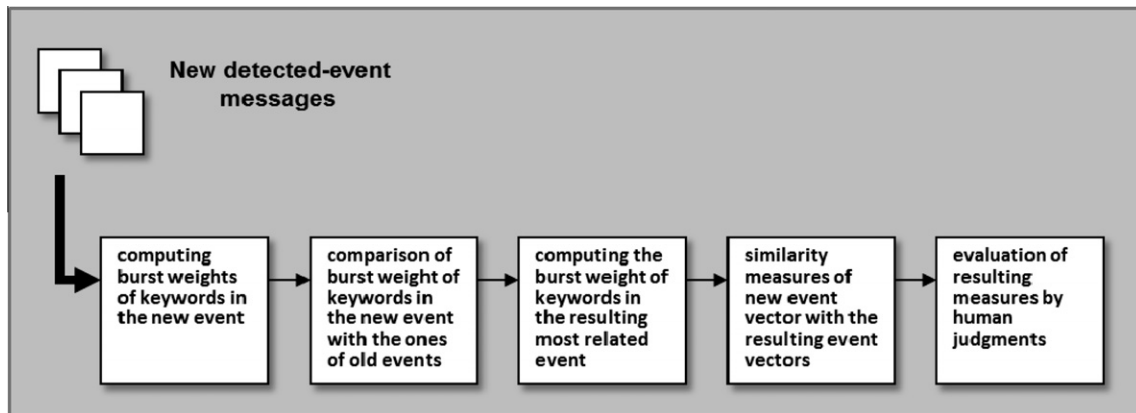 New detected-event
messages
computing
burst weights
of keywords in
the new event
comparison of
burst weight of
keywords in
the new event
with the ones
of old events
computing the
burst weight of
keywords in
the resulting
most related
event
similarity
measures of
new event
vector with the
resulting event
vectors
evaluation of
resulting
measures by
human
judgments